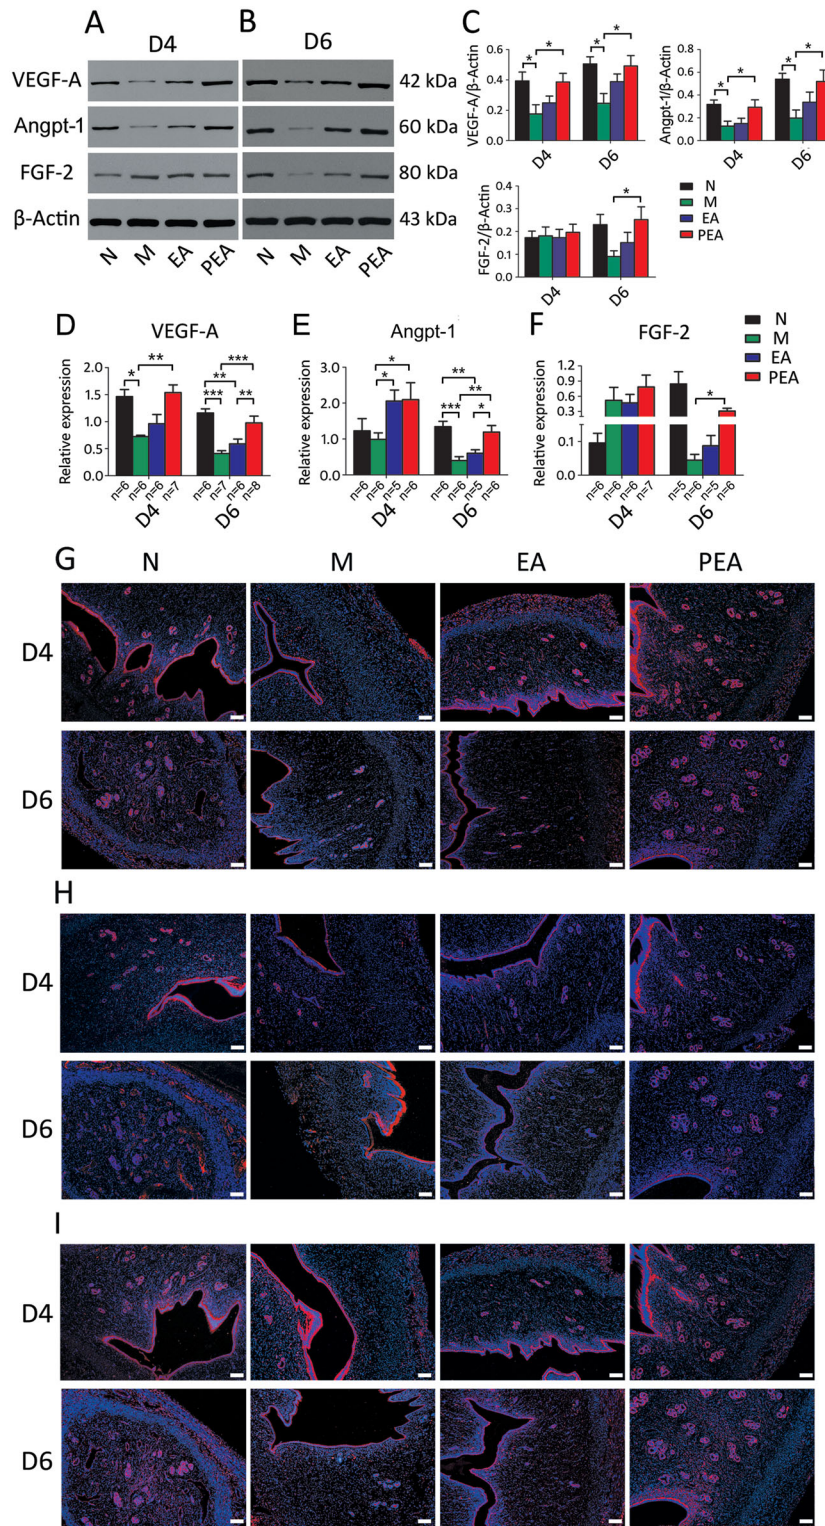 A
B
C
D4
D6
VEGF-A
42 kDa
Angpt-1
60 kDa
FGF-2
80 kDa
β-Actin
43 kDa
N M EA PEA N M EA PEA
VEGF-A/β-Actin
0.6
0.4
0.2
0.0
* * * *
D4 D6
Angpt-1/β-Actin
0.8
0.6
0.4
0.2
0
* * * *
D4 D6
FGF-2/β-Actin
0.4
0.3
0.2
0.1
0.0
*
D4 D6
N
M
EA
PEA
D VEGF-A
Relative expression
2.0
1.5
1.0
0.5
0.0
* ** *** ** *** **
n=6 n=6 n=6 n=7 n=6 n=7 n=6 n=8
D4 D6
E Angpt-1
Relative expression
3.0
2.0
1.0
0.0
* * *** ** ** *
n=6 n=6 n=5 n=6 n=6 n=6 n=5 n=6
D4 D6
F FGF-2
Relative expression
1.2
0.9
0.6
0.3
0.1
0.0
*
n=6 n=6 n=6 n=7 n=5 n=6 n=5 n=6
D4 D6
N
M
EA
PEA
G N M EA PEA
D4
D6
H
D4
D6
I
D4
D6